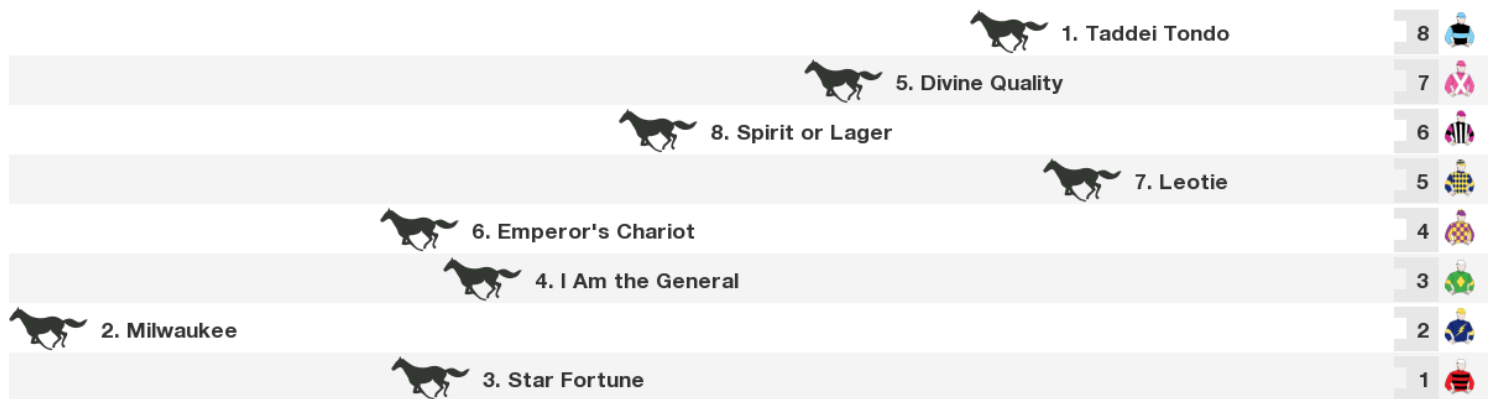 1. Taddei Tondo 8
5. Divine Quality 7
8. Spirit or Lager 6
7. Leotie 5
6. Emperor's Chariot 4
4. I Am the General 3
2. Milwaukee 2
3. Star Fortune 1